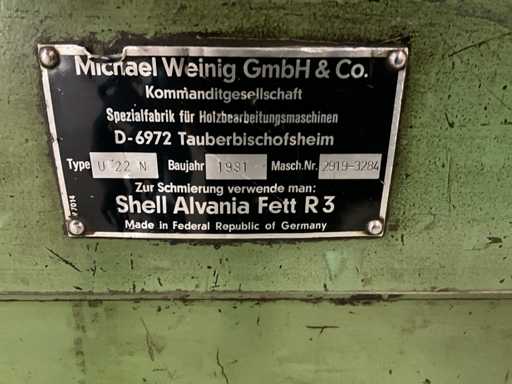 Michael Weinig GmbH & Co.
Kommanditgesellschaft
Spezialfabrik für Holzbearbeitungsmaschinen
D-6972 Tauberbischofsheim
Type U 22 N Baujahr 1981 Masch.Nr. 2919-3284
Zur Schmierung verwende man:
Shell Alvania Fett R 3
Made in Federal Republic of Germany